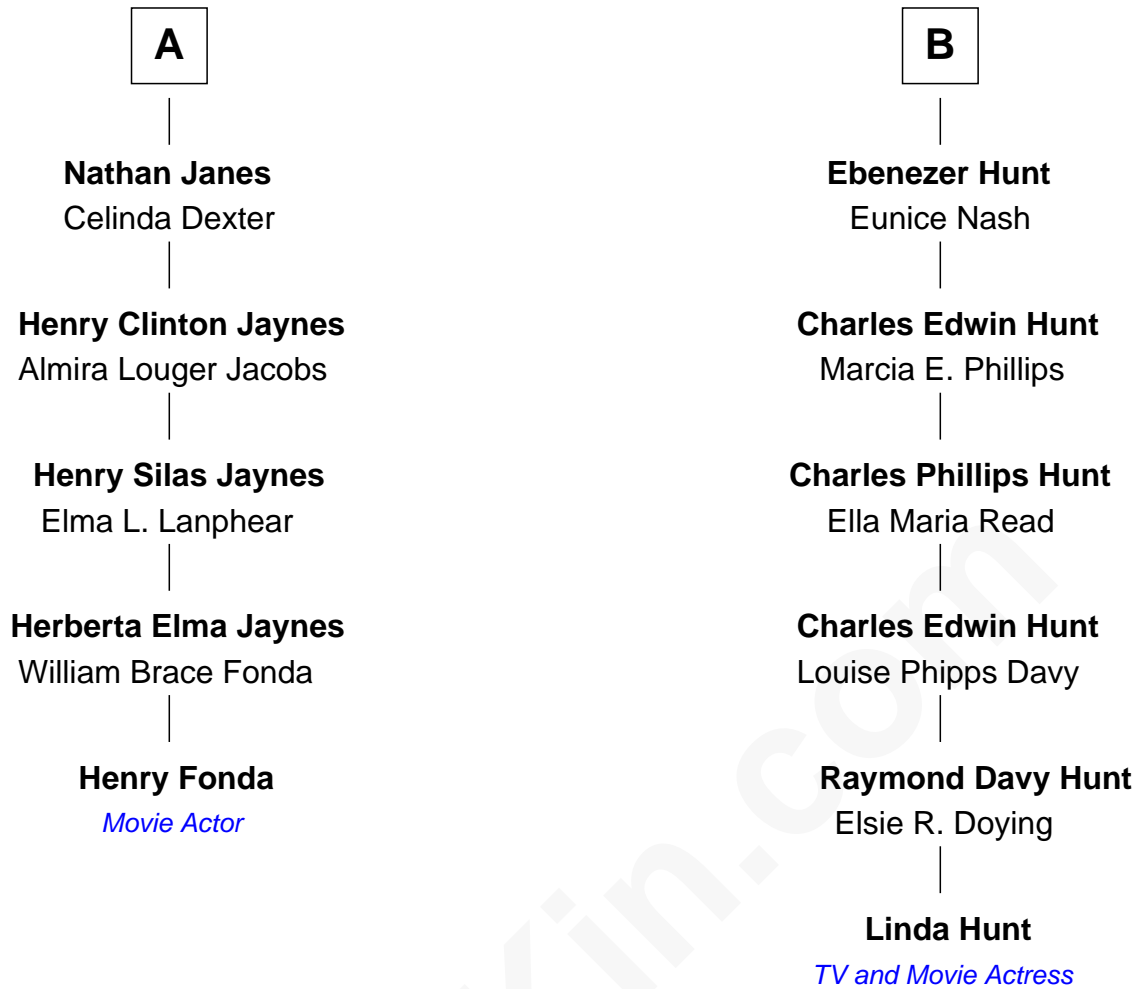 A
Nathan Janes
Celinda Dexter
Henry Clinton Jaynes
Almira Louger Jacobs
Henry Silas Jaynes
Elma L. Lanphear
Herberta Elma Jaynes
William Brace Fonda
Henry Fonda
Movie Actor
B
Ebenezer Hunt
Eunice Nash
Charles Edwin Hunt
Marcia E. Phillips
Charles Phillips Hunt
Ella Maria Read
Charles Edwin Hunt
Louise Phipps Davy
Raymond Davy Hunt
Elsie R. Doying
Linda Hunt
TV and Movie Actress